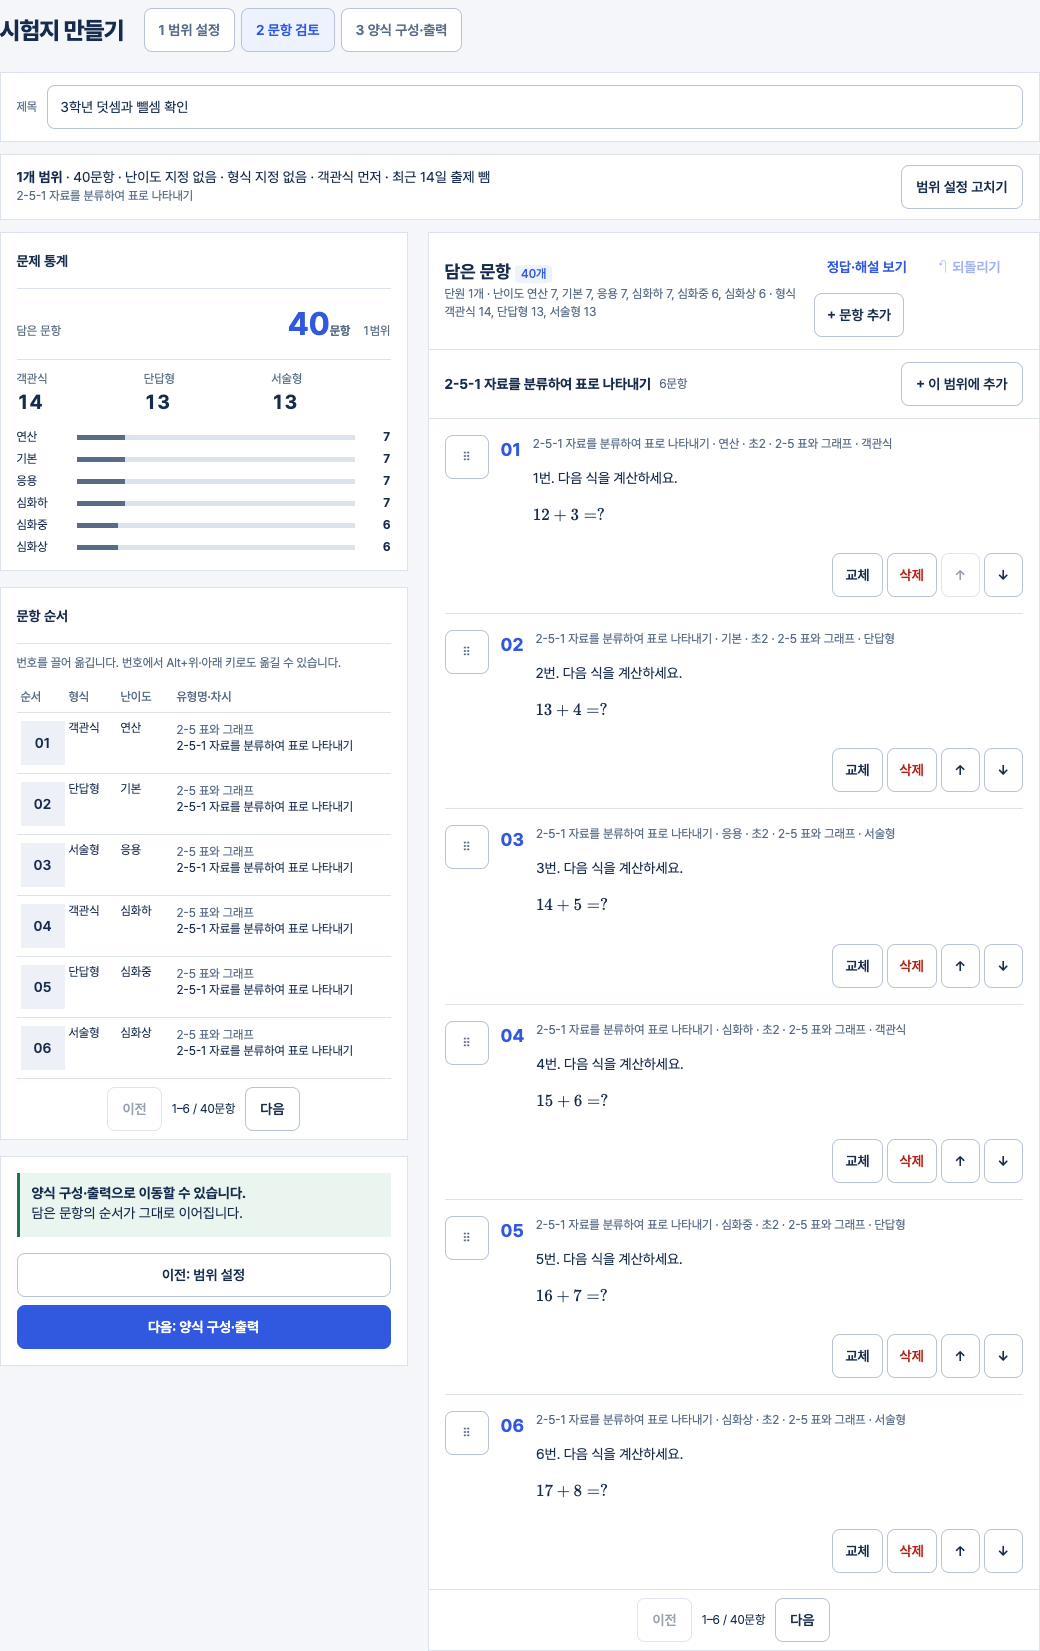 시험지 만들기
1 범위 설정
2 문항 검토
3 양식 구성·출력
제목
3학년 덧셈과 뺄셈 확인
1개 범위 · 40문항 · 난이도 지정 없음 · 형식 지정 없음 · 객관식 먼저 · 최근 14일 출제 뺌
2-5-1 자료를 분류하여 표로 나타내기
범위 설정 고치기
문제 통계
담은 문항
40문항 1범위
객관식 단답형 서술형
14 13 13
연산 7
기본 7
응용 7
심화하 7
심화중 6
심화상 6
문항 순서
번호를 끌어 옮깁니다. 번호에서 Alt+위·아래 키로도 옮길 수 있습니다.
순서 형식 난이도 유형명·차시
01 객관식 연산 2-5 표와 그래프
2-5-1 자료를 분류하여 표로 나타내기
02 단답형 기본 2-5 표와 그래프
2-5-1 자료를 분류하여 표로 나타내기
03 서술형 응용 2-5 표와 그래프
2-5-1 자료를 분류하여 표로 나타내기
04 객관식 심화하 2-5 표와 그래프
2-5-1 자료를 분류하여 표로 나타내기
05 단답형 심화중 2-5 표와 그래프
2-5-1 자료를 분류하여 표로 나타내기
06 서술형 심화상 2-5 표와 그래프
2-5-1 자료를 분류하여 표로 나타내기
이전 1–6 / 40문항 다음
양식 구성·출력으로 이동할 수 있습니다.
담은 문항의 순서가 그대로 이어집니다.
이전: 범위 설정
다음: 양식 구성·출력
담은 문항 40개
단원 1개 · 난이도 연산 7, 기본 7, 응용 7, 심화하 7, 심화중 6, 심화상 6 · 형식
객관식 14, 단답형 13, 서술형 13
정답·해설 보기
되돌리기
+ 문항 추가
2-5-1 자료를 분류하여 표로 나타내기 6문항
+ 이 범위에 추가
01 2-5-1 자료를 분류하여 표로 나타내기 · 연산 · 초2 · 2-5 표와 그래프 · 객관식
1번. 다음 식을 계산하세요.
12 + 3 =?
교체 삭제 ↑ ↓
02 2-5-1 자료를 분류하여 표로 나타내기 · 기본 · 초2 · 2-5 표와 그래프 · 단답형
2번. 다음 식을 계산하세요.
13 + 4 =?
교체 삭제 ↑ ↓
03 2-5-1 자료를 분류하여 표로 나타내기 · 응용 · 초2 · 2-5 표와 그래프 · 서술형
3번. 다음 식을 계산하세요.
14 + 5 =?
교체 삭제 ↑ ↓
04 2-5-1 자료를 분류하여 표로 나타내기 · 심화하 · 초2 · 2-5 표와 그래프 · 객관식
4번. 다음 식을 계산하세요.
15 + 6 =?
교체 삭제 ↑ ↓
05 2-5-1 자료를 분류하여 표로 나타내기 · 심화중 · 초2 · 2-5 표와 그래프 · 단답형
5번. 다음 식을 계산하세요.
16 + 7 =?
교체 삭제 ↑ ↓
06 2-5-1 자료를 분류하여 표로 나타내기 · 심화상 · 초2 · 2-5 표와 그래프 · 서술형
6번. 다음 식을 계산하세요.
17 + 8 =?
교체 삭제 ↑ ↓
이전 1–6 / 40문항 다음